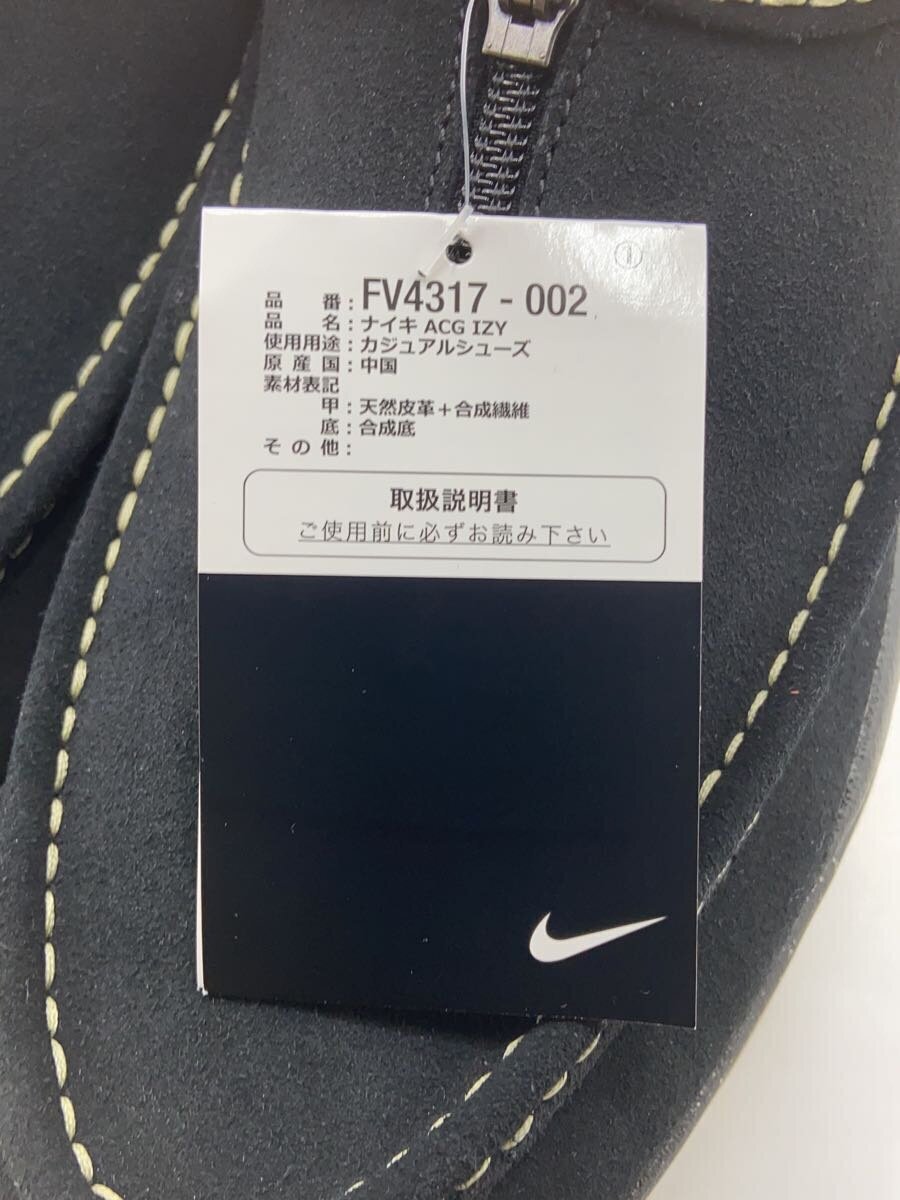 ①
品番:FV4317-002
品名:ナイキ ACG IZY
使用用途:カジュアルシューズ
原産国:中国
素材表記
甲:天然皮革+合成繊維
底:合成底
その他:
取扱説明書
ご使用前に必ずお読み下さい